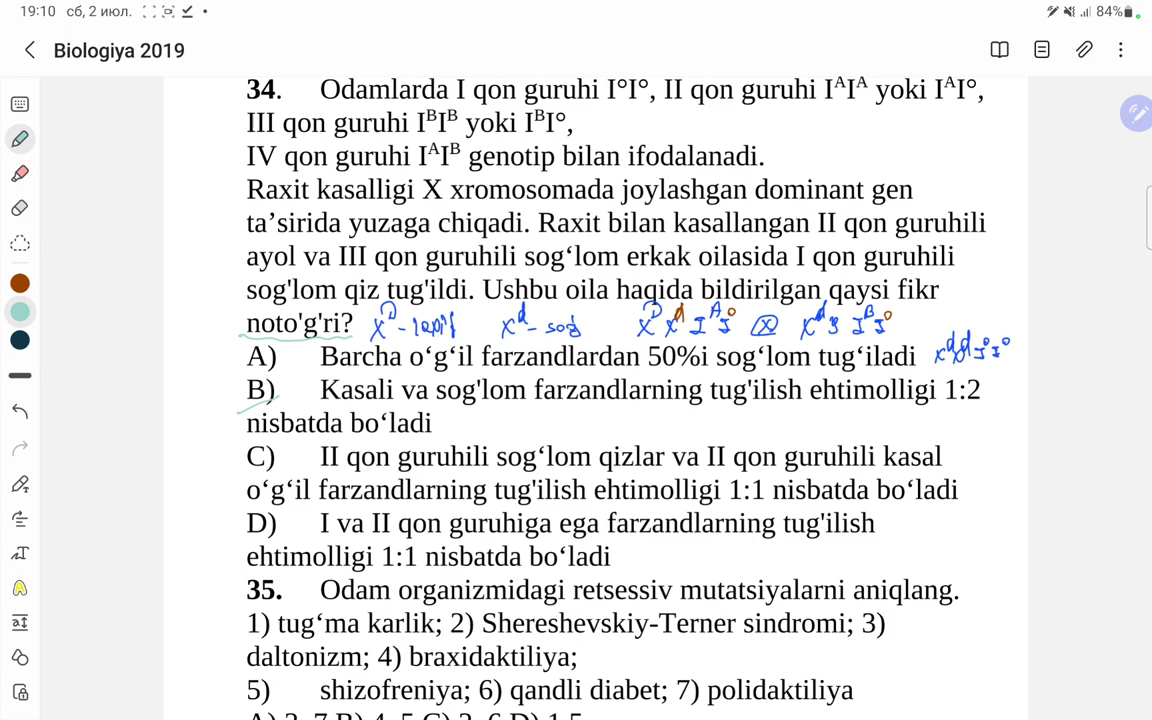 19:10 сб, 2 июл.
84%
Biologiya 2019
34. Odamlarda I qon guruhi I°I°, II qon guruhi IᴬIᴬ yoki IᴬI°,
III qon guruhi IᴮIᴮ yoki IᴮI°,
IV qon guruhi IᴬIᴮ genotip bilan ifodalanadi.
Raxit kasalligi X xromosomada joylashgan dominant gen
ta’sirida yuzaga chiqadi. Raxit bilan kasallangan II qon guruhili
ayol va III qon guruhili sog‘lom erkak oilasida I qon guruhili
sog'lom qiz tug'ildi. Ushbu oila haqida bildirilgan qaysi fikr
noto'g'ri? Xᴰ- Xᵈ- sog XᴰXᵈ IᴬI° X Xᵈ IᴮI°
A) Barcha o‘g‘il farzandlardan 50%i sog‘lom tug‘iladi XᵈXᵈI°I°
B) Kasali va sog'lom farzandlarning tug'ilish ehtimolligi 1:2
nisbatda bo‘ladi
C) II qon guruhili sog‘lom qizlar va II qon guruhili kasal
o‘g‘il farzandlarning tug'ilish ehtimolligi 1:1 nisbatda bo‘ladi
D) I va II qon guruhiga ega farzandlarning tug'ilish
ehtimolligi 1:1 nisbatda bo‘ladi
35. Odam organizmidagi retsessiv mutatsiyalarni aniqlang.
1) tug‘ma karlik; 2) Shereshevskiy-Terner sindromi; 3)
daltonizm; 4) braxidaktiliya;
5) shizofreniya; 6) qandli diabet; 7) polidaktiliya